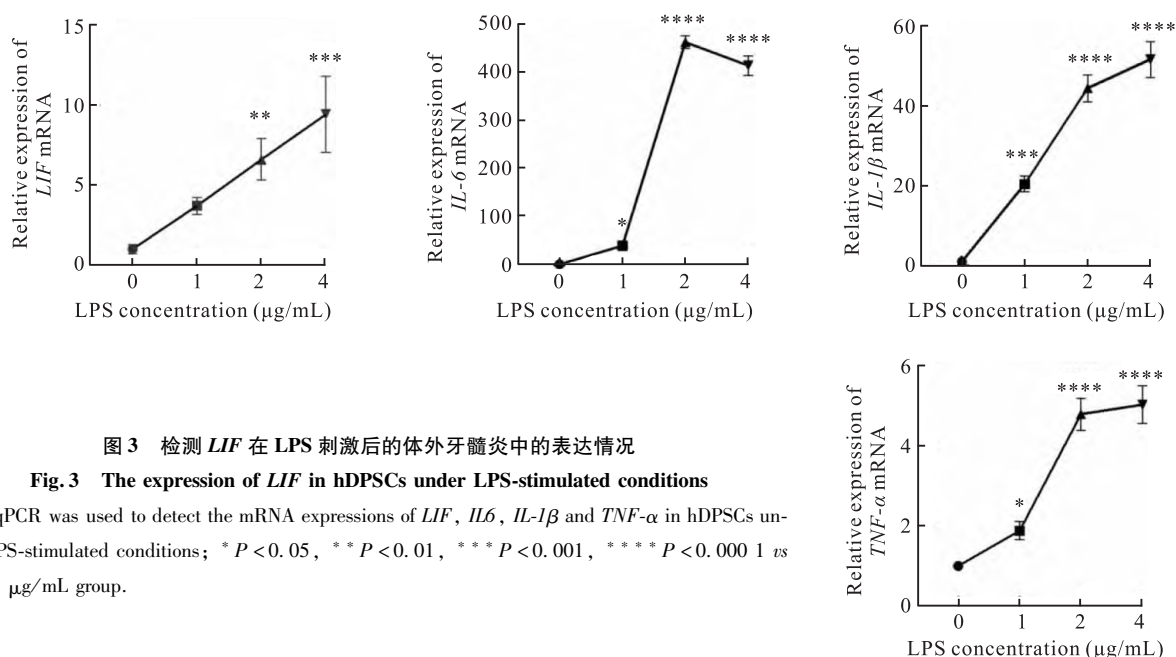 15
10
5
0
**
***
0 1 2 4
Relative expression of
LIF mRNA
LPS concentration (μg/mL)
500
400
300
200
100
0
*
****
****
0 1 2 4
Relative expression of
IL-6 mRNA
LPS concentration (μg/mL)
60
40
20
0
***
****
****
0 1 2 4
Relative expression of
IL-1β mRNA
LPS concentration (μg/mL)
6
4
2
0
*
****
****
0 1 2 4
Relative expression of
TNF-α mRNA
LPS concentration (μg/mL)
图 3 检测 LIF 在 LPS 刺激后的体外牙髓炎中的表达情况
Fig. 3 The expression of LIF in hDPSCs under LPS-stimulated conditions
qPCR was used to detect the mRNA expressions of LIF, IL6, IL-1β and TNF-α in hDPSCs un-
PS-stimulated conditions; *P<0.05, **P<0.01, ***P<0.001, ****P<0.000 1 vs
μg/mL group.